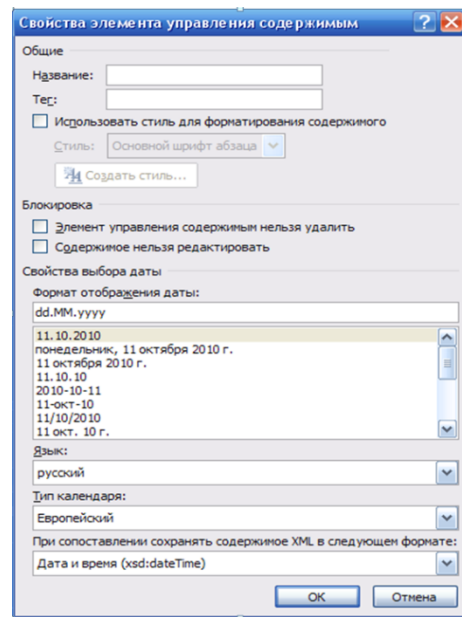 Свойства элемента управления содержимым
Общие
Название:
Тег:
Использовать стиль для форматирования содержимого
Стиль: Основной шрифт абзаца
Создать стиль...
Блокировка
Элемент управления содержимым нельзя удалить
Содержимое нельзя редактировать
Свойства выбора даты
Формат отображения даты:
dd.MM.yyyy
11.10.2010
понедельник, 11 октября 2010 г.
11 октября 2010 г.
11.10.10
2010-10-11
11-окт-10
11/10/2010
11 окт. 10 г.
Язык:
русский
Тип календаря:
Европейский
При сопоставлении сохранять содержимое XML в следующем формате:
Дата и время (xsd:dateTime)
ОК Отмена